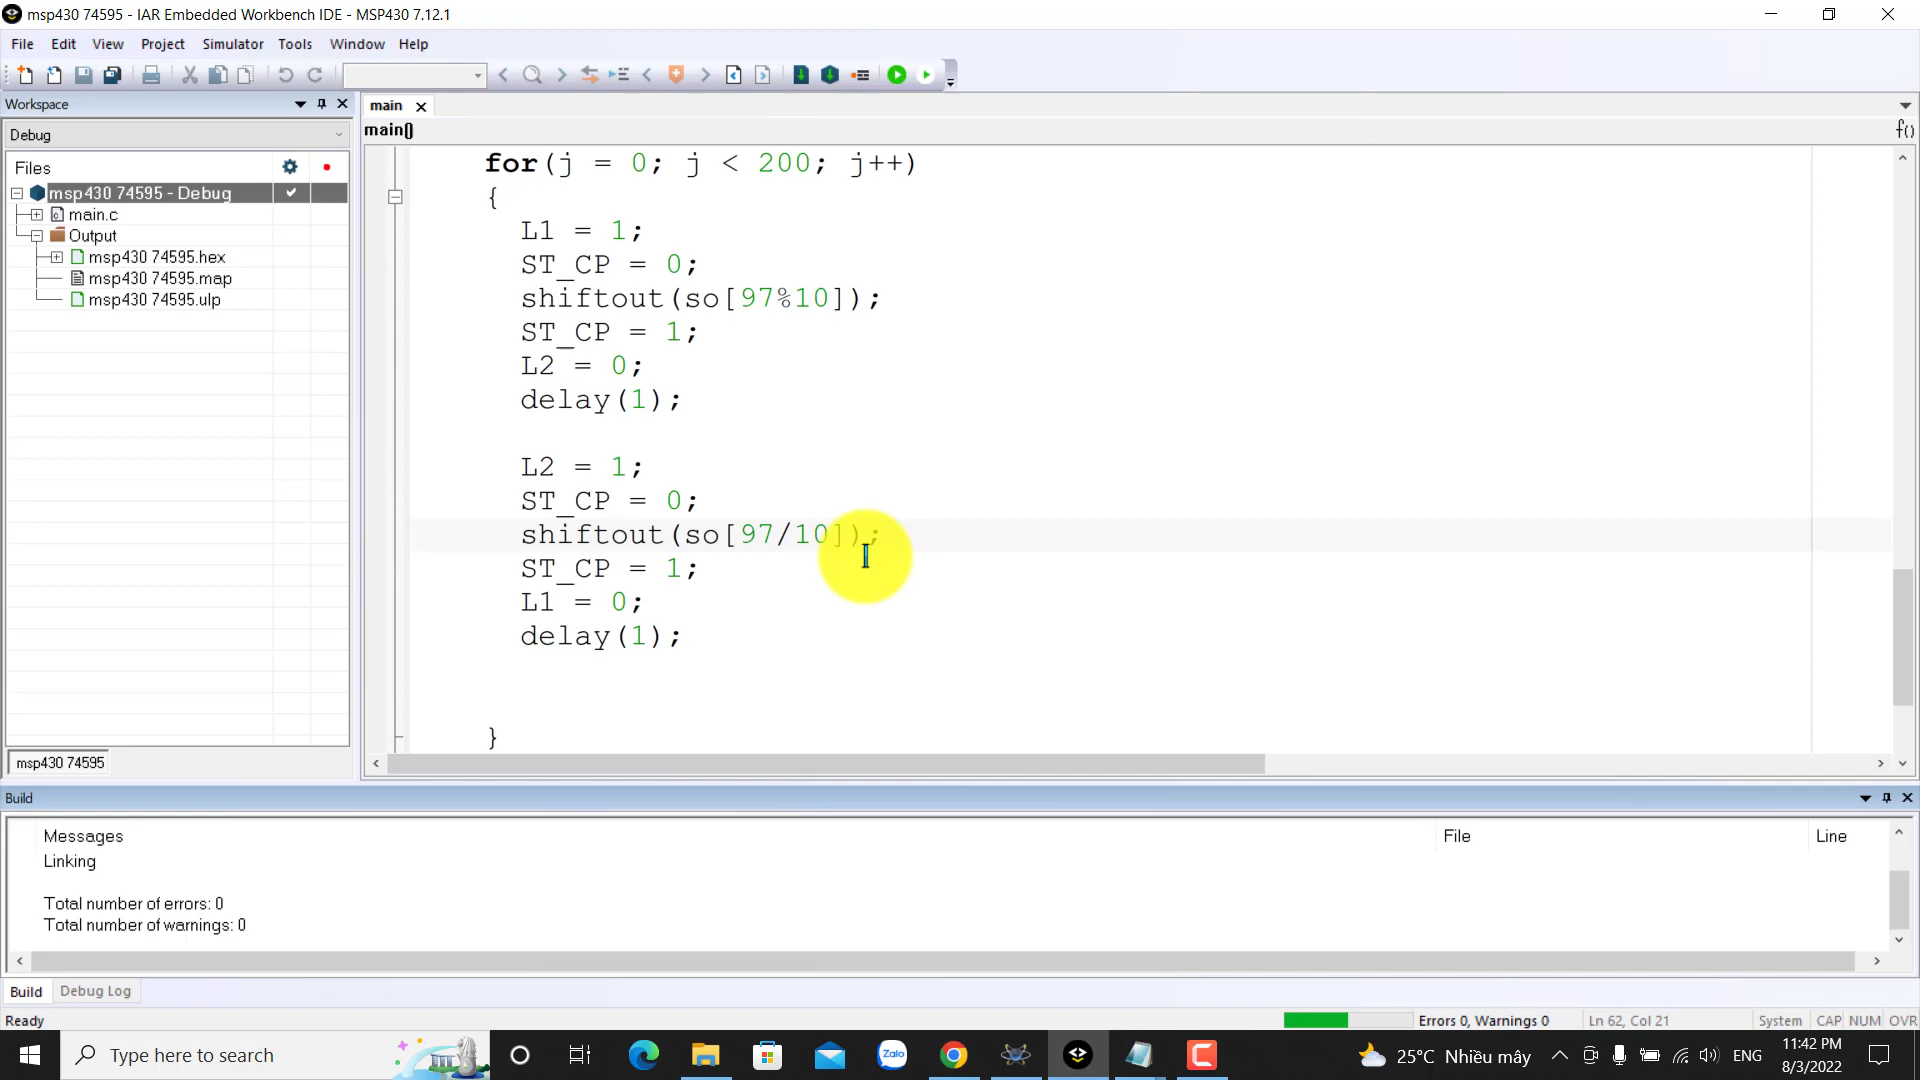 msp430 74595 - IAR Embedded Workbench IDE - MSP430 7.12.1
File Edit View Project Simulator Tools Window Help
Workspace
Debug
Files
msp430 74595 - Debug
main.c
Output
msp430 74595.hex
msp430 74595.map
msp430 74595.ulp
msp430 74595
main
main()
f()
for(j = 0; j < 200; j++)
{
L1 = 1;
ST_CP = 0;
shiftout(so[97%10]);
ST_CP = 1;
L2 = 0;
delay(1);
L2 = 1;
ST_CP = 0;
shiftout(so[97/10]);
ST_CP = 1;
L1 = 0;
delay(1);
}
Build
Messages File Line
Linking
Total number of errors: 0
Total number of warnings: 0
Build Debug Log
Ready Errors 0, Warnings 0 Ln 62, Col 21 System CAP NUM OVR
Type here to search
Zalo
25°C Nhiều mây ENG
11:42 PM
8/3/2022